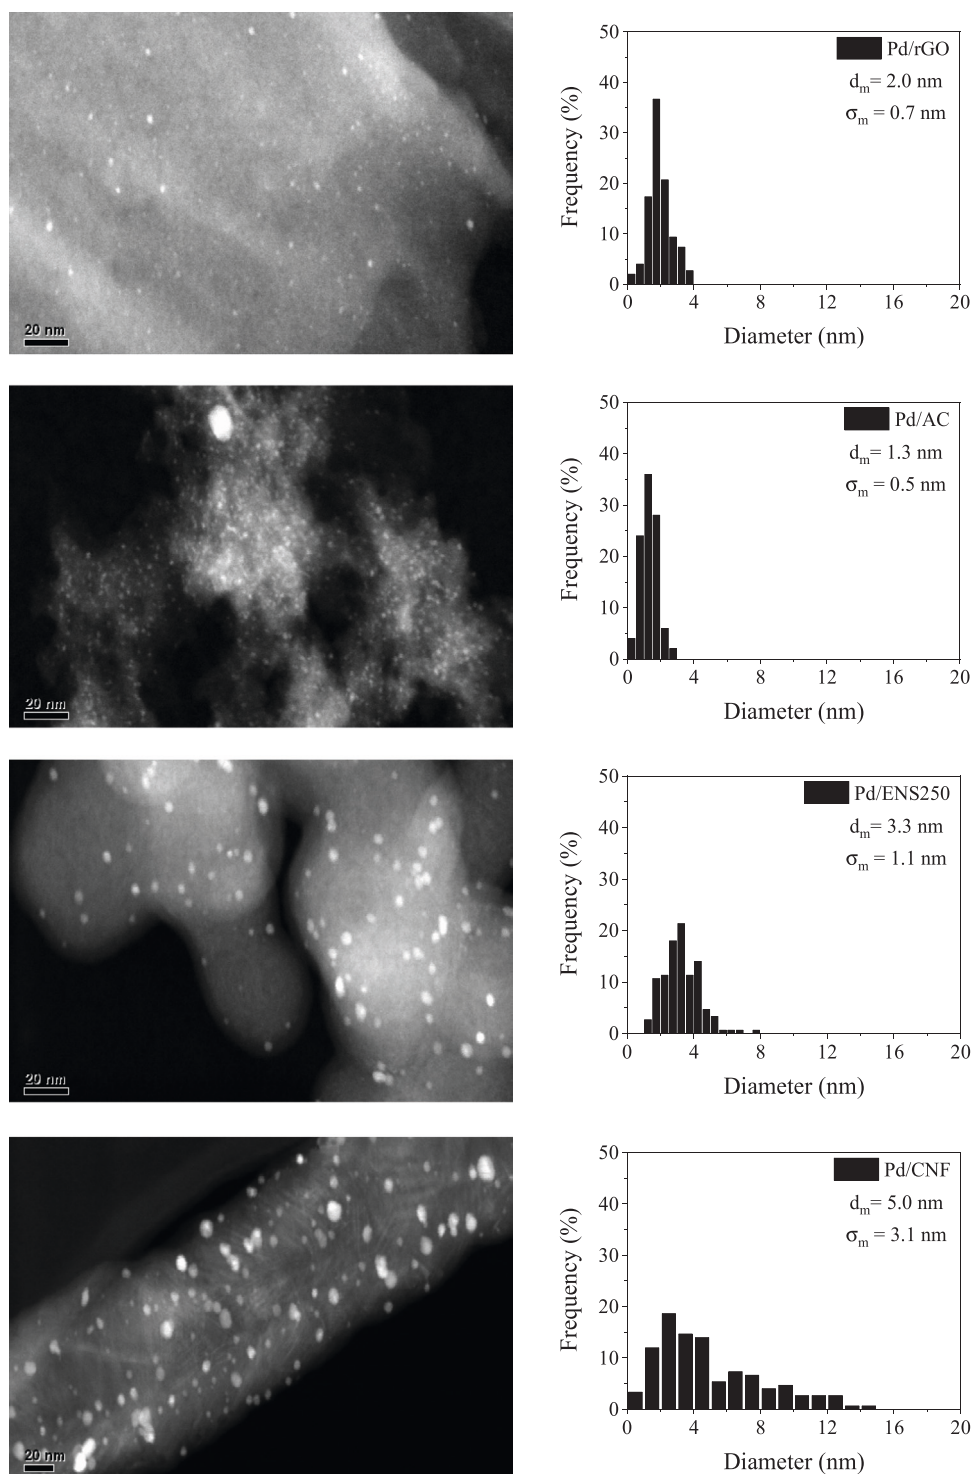 20 nm
50
40
30
20
10
0
Frequency (%)
Pd/rGO
dm= 2.0 nm
σm = 0.7 nm
0 4 8 12 16 20
Diameter (nm)
20 nm
50
40
30
20
10
0
Frequency (%)
Pd/AC
dm= 1.3 nm
σm = 0.5 nm
0 4 8 12 16 20
Diameter (nm)
20 nm
50
40
30
20
10
0
Frequency (%)
Pd/ENS250
dm= 3.3 nm
σm = 1.1 nm
0 4 8 12 16 20
Diameter (nm)
20 nm
50
40
30
20
10
0
Frequency (%)
Pd/CNF
dm= 5.0 nm
σm = 3.1 nm
0 4 8 12 16 20
Diameter (nm)